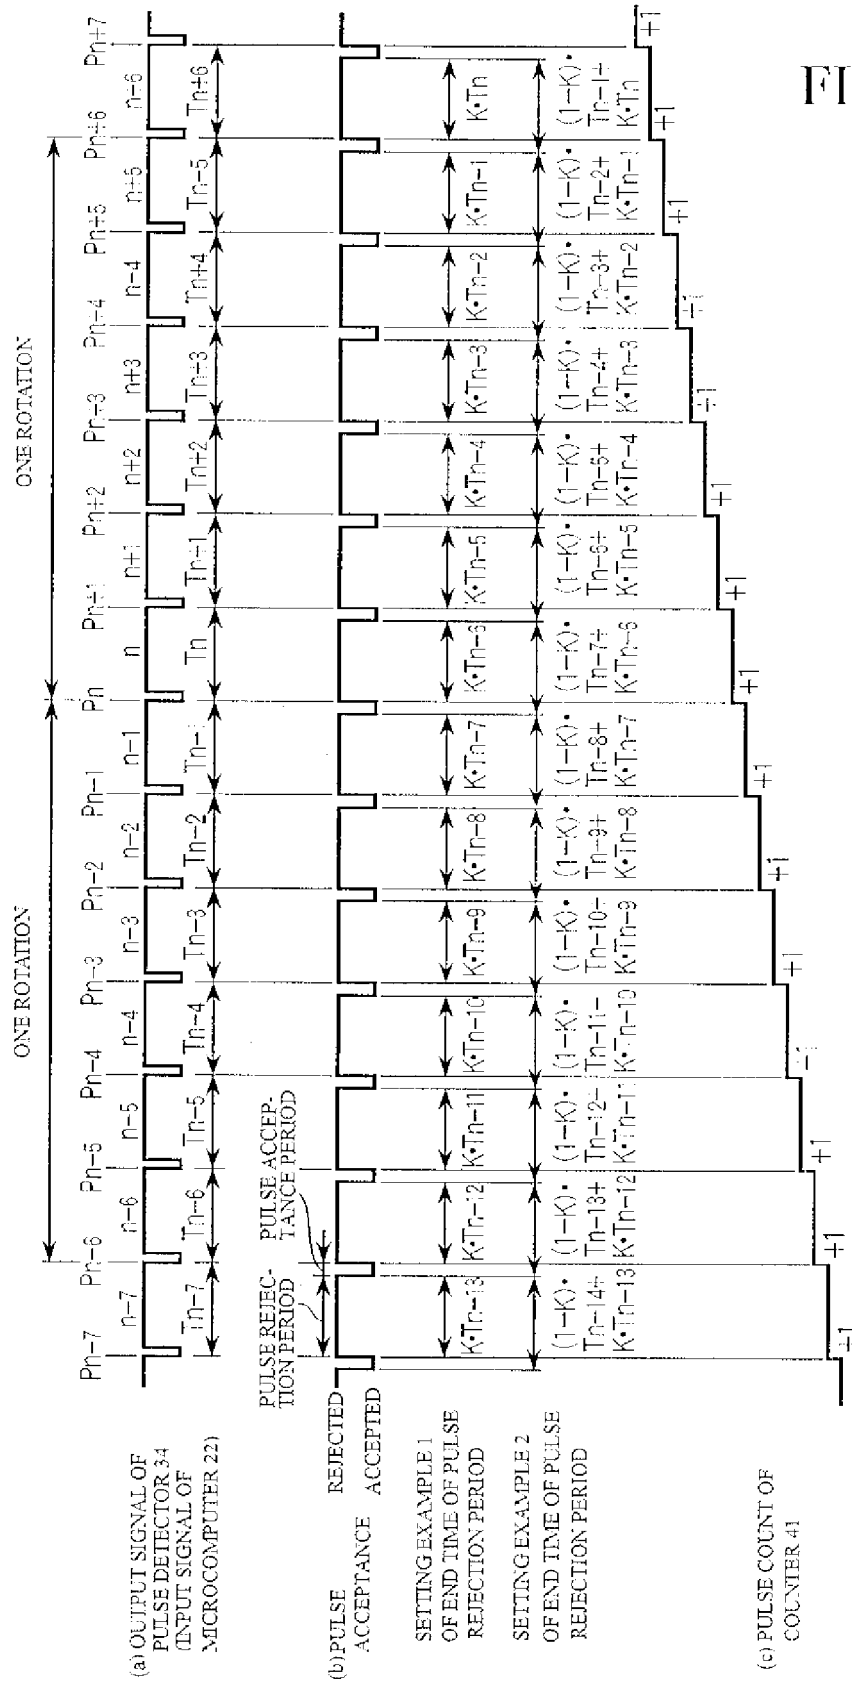 FI
ONE ROTATION
ONE ROTATION
Pn-7 Pn-6 Pn-5 Pn-4 Pn-3 Pn-2 Pn-1 Pn Pn+1 Pn+2 Pn+3 Pn+4 Pn+5 Pn+6 Pn+7
n-7 n-6 n-5 n-4 n-3 n-2 n-1 n n+1 n+2 n+3 n-4 n+5 n+6
Tn-7 Tn-6 Tn-5 Tn-4 Tn-3 Tn-2 Tn-1 Tn Tn+1 Tn+2 Tn+3 Tn+4 Tn-5 Tn+6
(a) OUTPUT SIGNAL OF
PULSE DETECTOR 34
(INPUT SIGNAL OF
MICROCOMPUTER 22)
PULSE REJEC-
TION PERIOD
PULSE ACCEP-
TANCE PERIOD
(b) PULSE
ACCEPTANCE
REJECTED
ACCEPTED
SETTING EXAMPLE 1
OF END TIME OF PULSE
REJECTION PERIOD
K•Tn-13 K•Tn-12 K•Tn-11 K•Tn-10 K•Tn-9 K•Tn-8 K•Tn-7 K•Tn-6 K•Tn-5 K•Tn-4 K•Tn-3 K•Tn-2 K•Tn-1 K•Tn
SETTING EXAMPLE 2
OF END TIME OF PULSE
REJECTION PERIOD
(1-K)• (1-K)• (1-K)• (1-K)• (1-K)• (1-K)• (1-K)• (1-K)• (1-K)• (1-K)• (1-K)• (1-K)• (1-K)• (1-K)•
Tn-14+ Tn-13+ Tn-12- Tn-11- Tn-10+ Tn-9+ Tn-8+ Tn-7+ Tn-6+ Tn-5+ Tn-4+ Tn-3+ Tn-2+ Tn-1+
K•Tn-13 K•Tn-12 K•Tn-11 K•Tn-10 K•Tn-9 K•Tn-8 K•Tn-7 K•Tn-6 K•Tn-5 K•Tn-4 K•Tn-3 K•Tn-2 K•Tn-1 K•Tn
(c) PULSE COUNT OF
COUNTER 41
+1 +1 +1 +1 +1 +1 +1 +1 +1 +1 +1 +1 +1 +1 +1